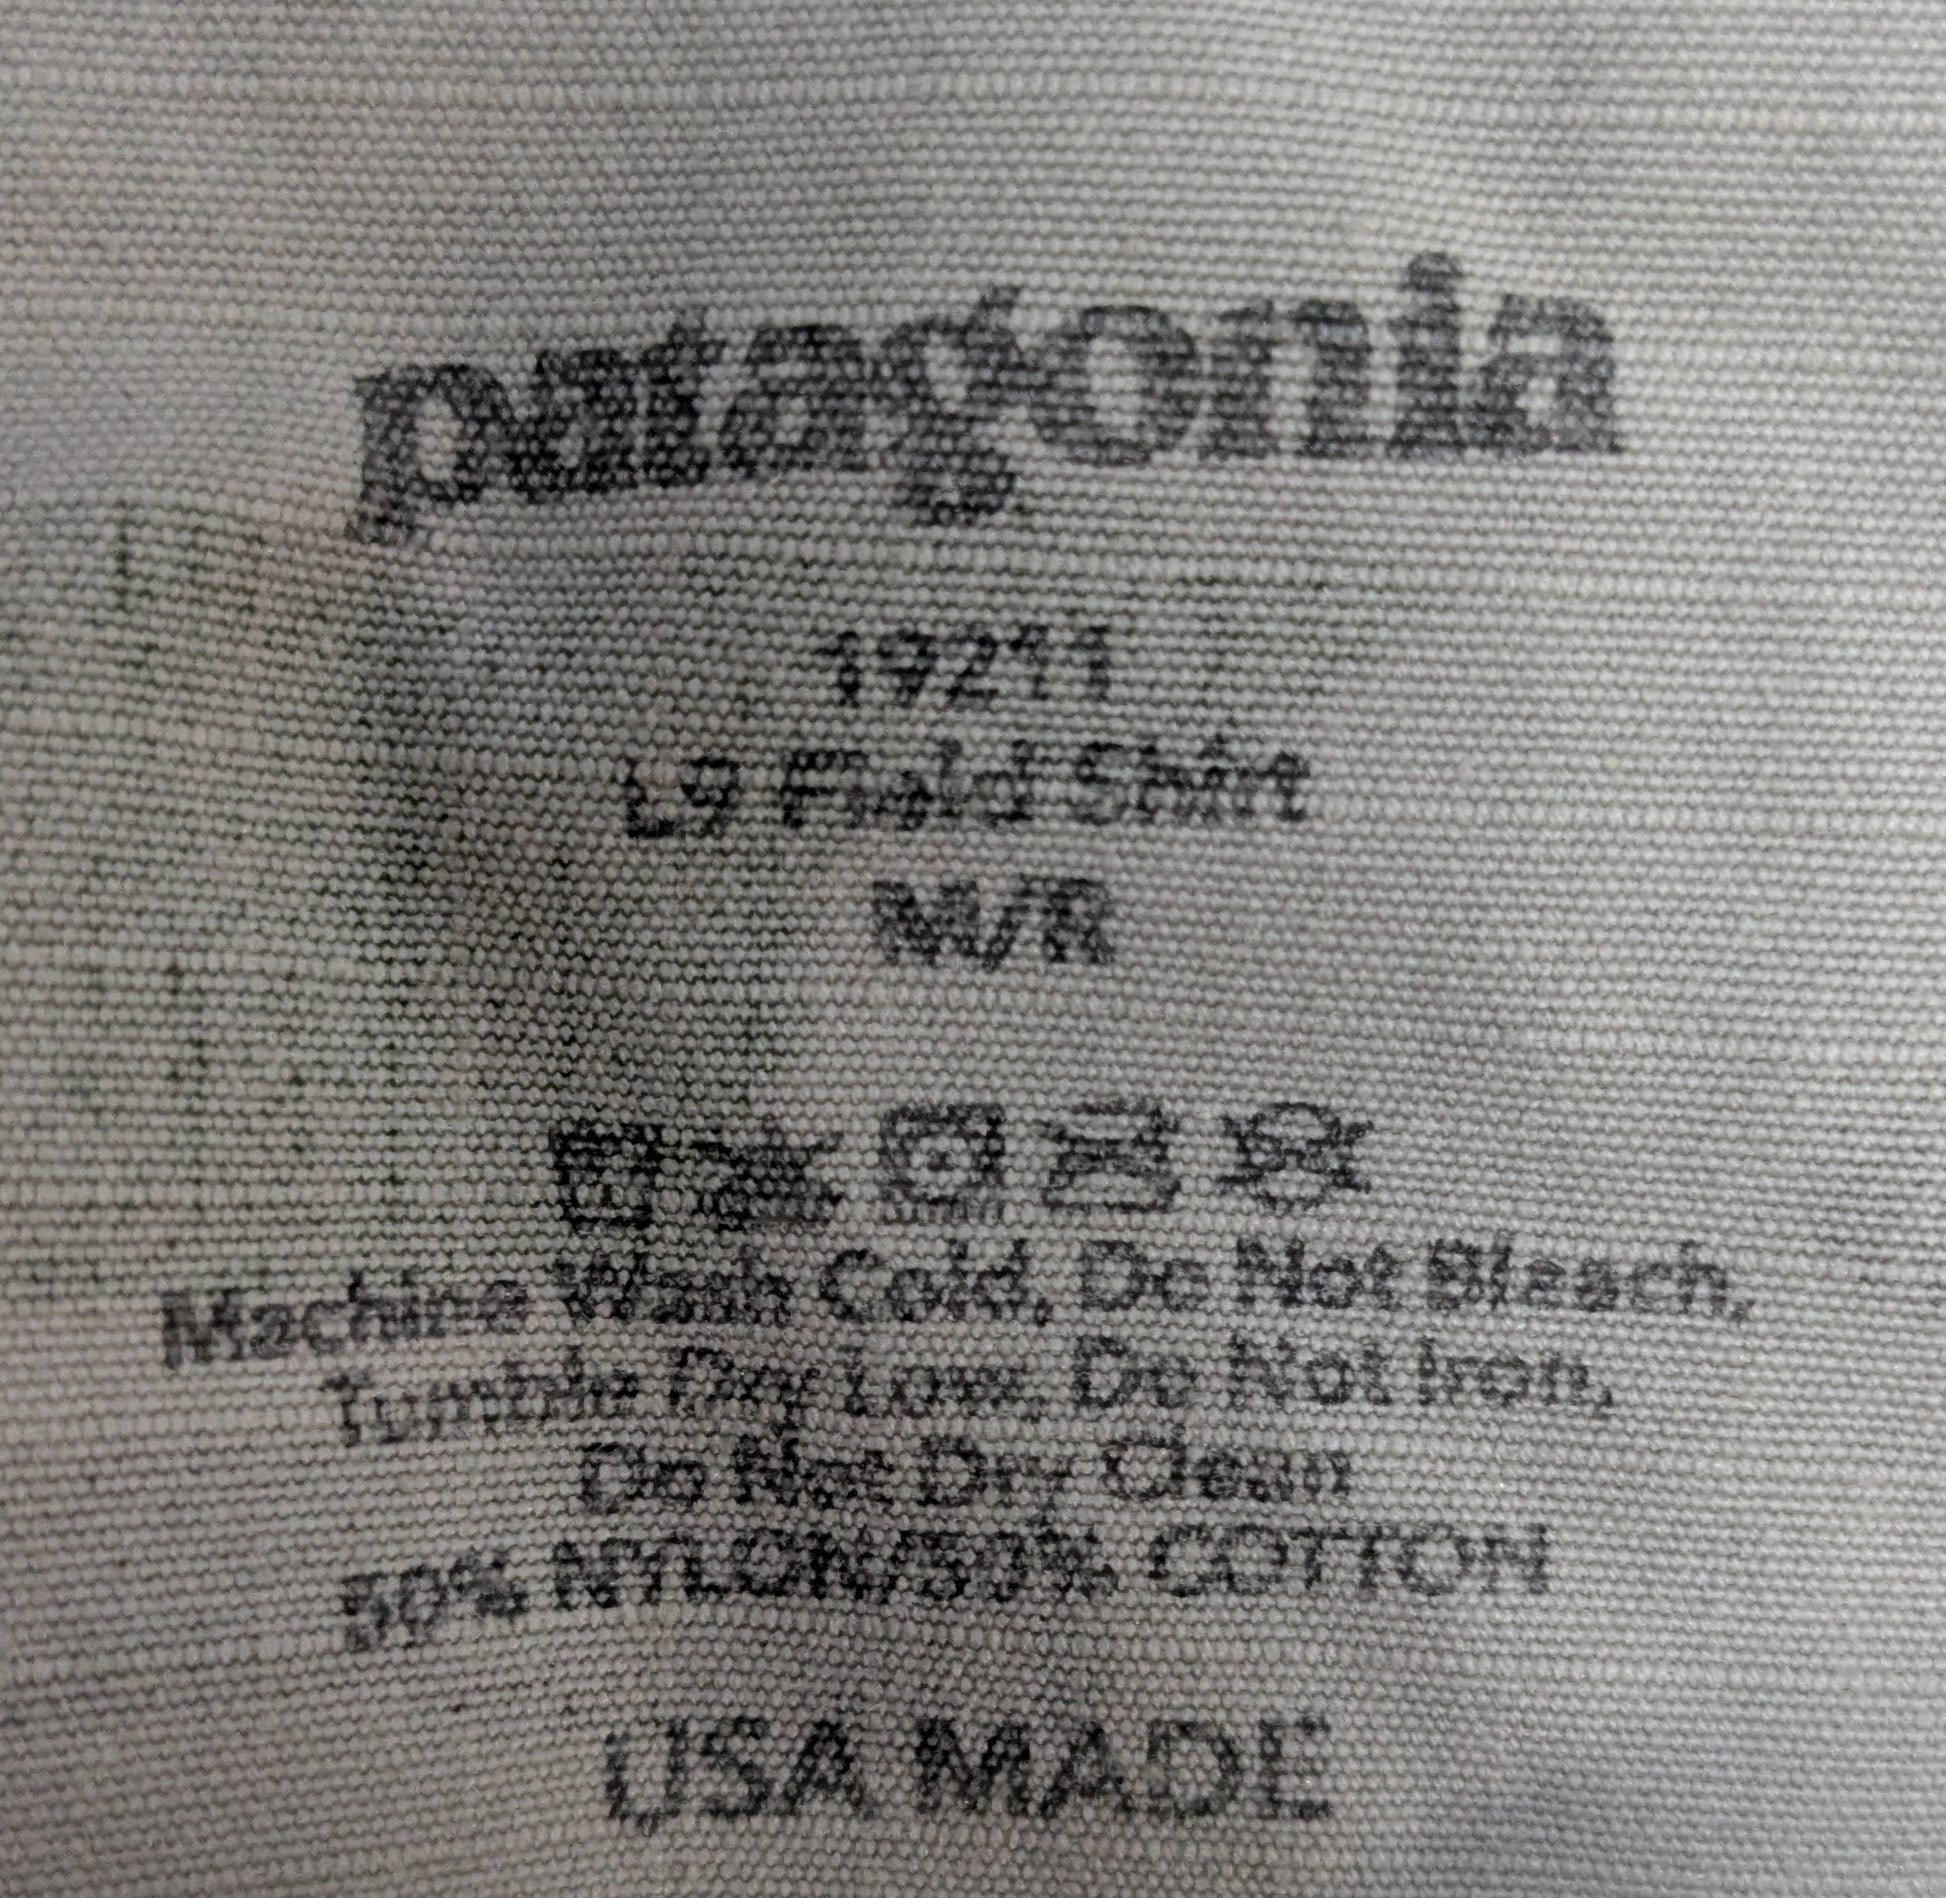 patagonia
19211
L9 Field Shirt
M/R
Machine Wash Cold, Do Not Bleach,
Tumble Dry Low, Do Not Iron,
Do Not Dry Clean
50% NYLON/50% COTTON
USA MADE